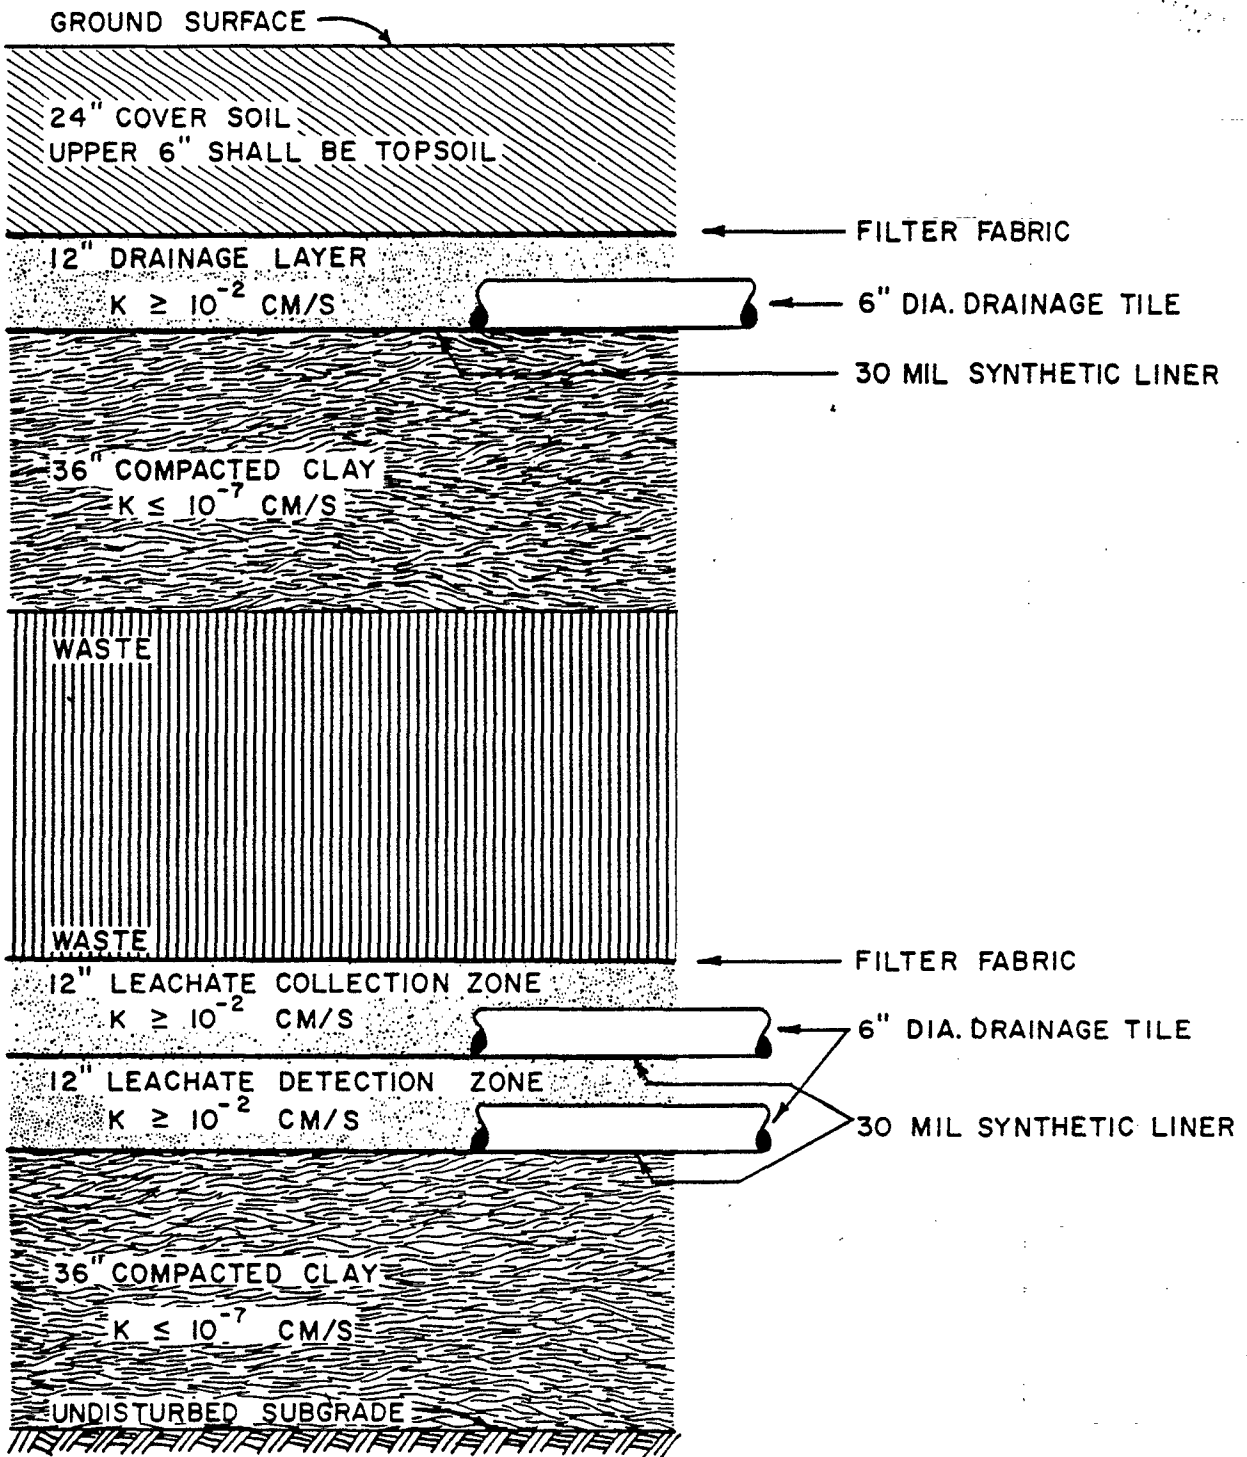 GROUND SURFACE
24" COVER SOIL
UPPER 6" SHALL BE TOPSOIL
FILTER FABRIC
12" DRAINAGE LAYER
K ≥ 10⁻² CM/S
6" DIA. DRAINAGE TILE
30 MIL SYNTHETIC LINER
36" COMPACTED CLAY
K ≤ 10⁻⁷ CM/S
WASTE
WASTE
FILTER FABRIC
12" LEACHATE COLLECTION ZONE
K ≥ 10⁻² CM/S
6" DIA. DRAINAGE TILE
12" LEACHATE DETECTION ZONE
K ≥ 10⁻² CM/S
30 MIL SYNTHETIC LINER
36" COMPACTED CLAY
K ≤ 10⁻⁷ CM/S
UNDISTURBED SUBGRADE